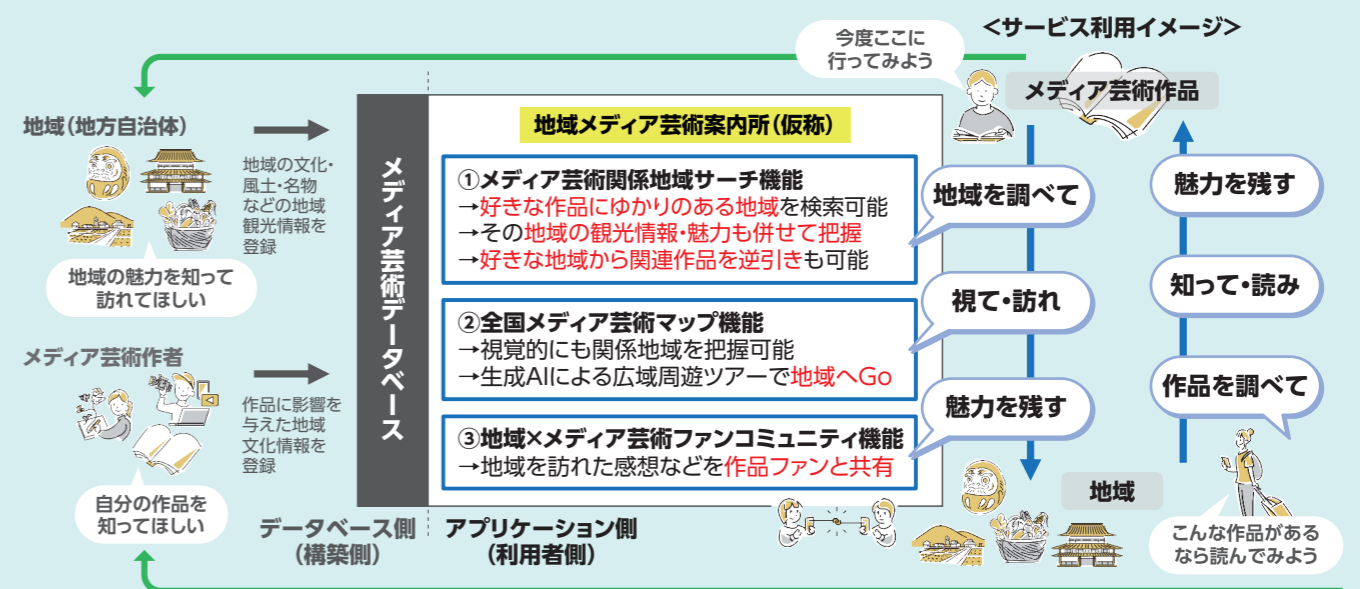 <サービス利用イメージ>
今度ここに
行ってみよう
メディア芸術作品
地域(地方自治体)
地域の文化・
風土・名物
などの地域
観光情報を
登録
地域の魅力を知って
訪れてほしい
メディア芸術作者
作品に影響を
与えた地域
文化情報を
登録
自分の作品を
知ってほしい
メディア芸術データベース
データベース側
(構築側)
地域メディア芸術案内所(仮称)
①メディア芸術関係地域サーチ機能
→好きな作品にゆかりのある地域を検索可能
→その地域の観光情報・魅力も併せて把握
→好きな地域から関連作品を逆引きも可能
②全国メディア芸術マップ機能
→視覚的にも関係地域を把握可能
→生成AIによる広域周遊ツアーで地域へGo
③地域×メディア芸術ファンコミュニティ機能
→地域を訪れた感想などを作品ファンと共有
アプリケーション側
(利用者側)
地域を調べて
視て・訪れ
魅力を残す
魅力を残す
知って・読み
作品を調べて
地域
こんな作品がある
なら読んでみよう